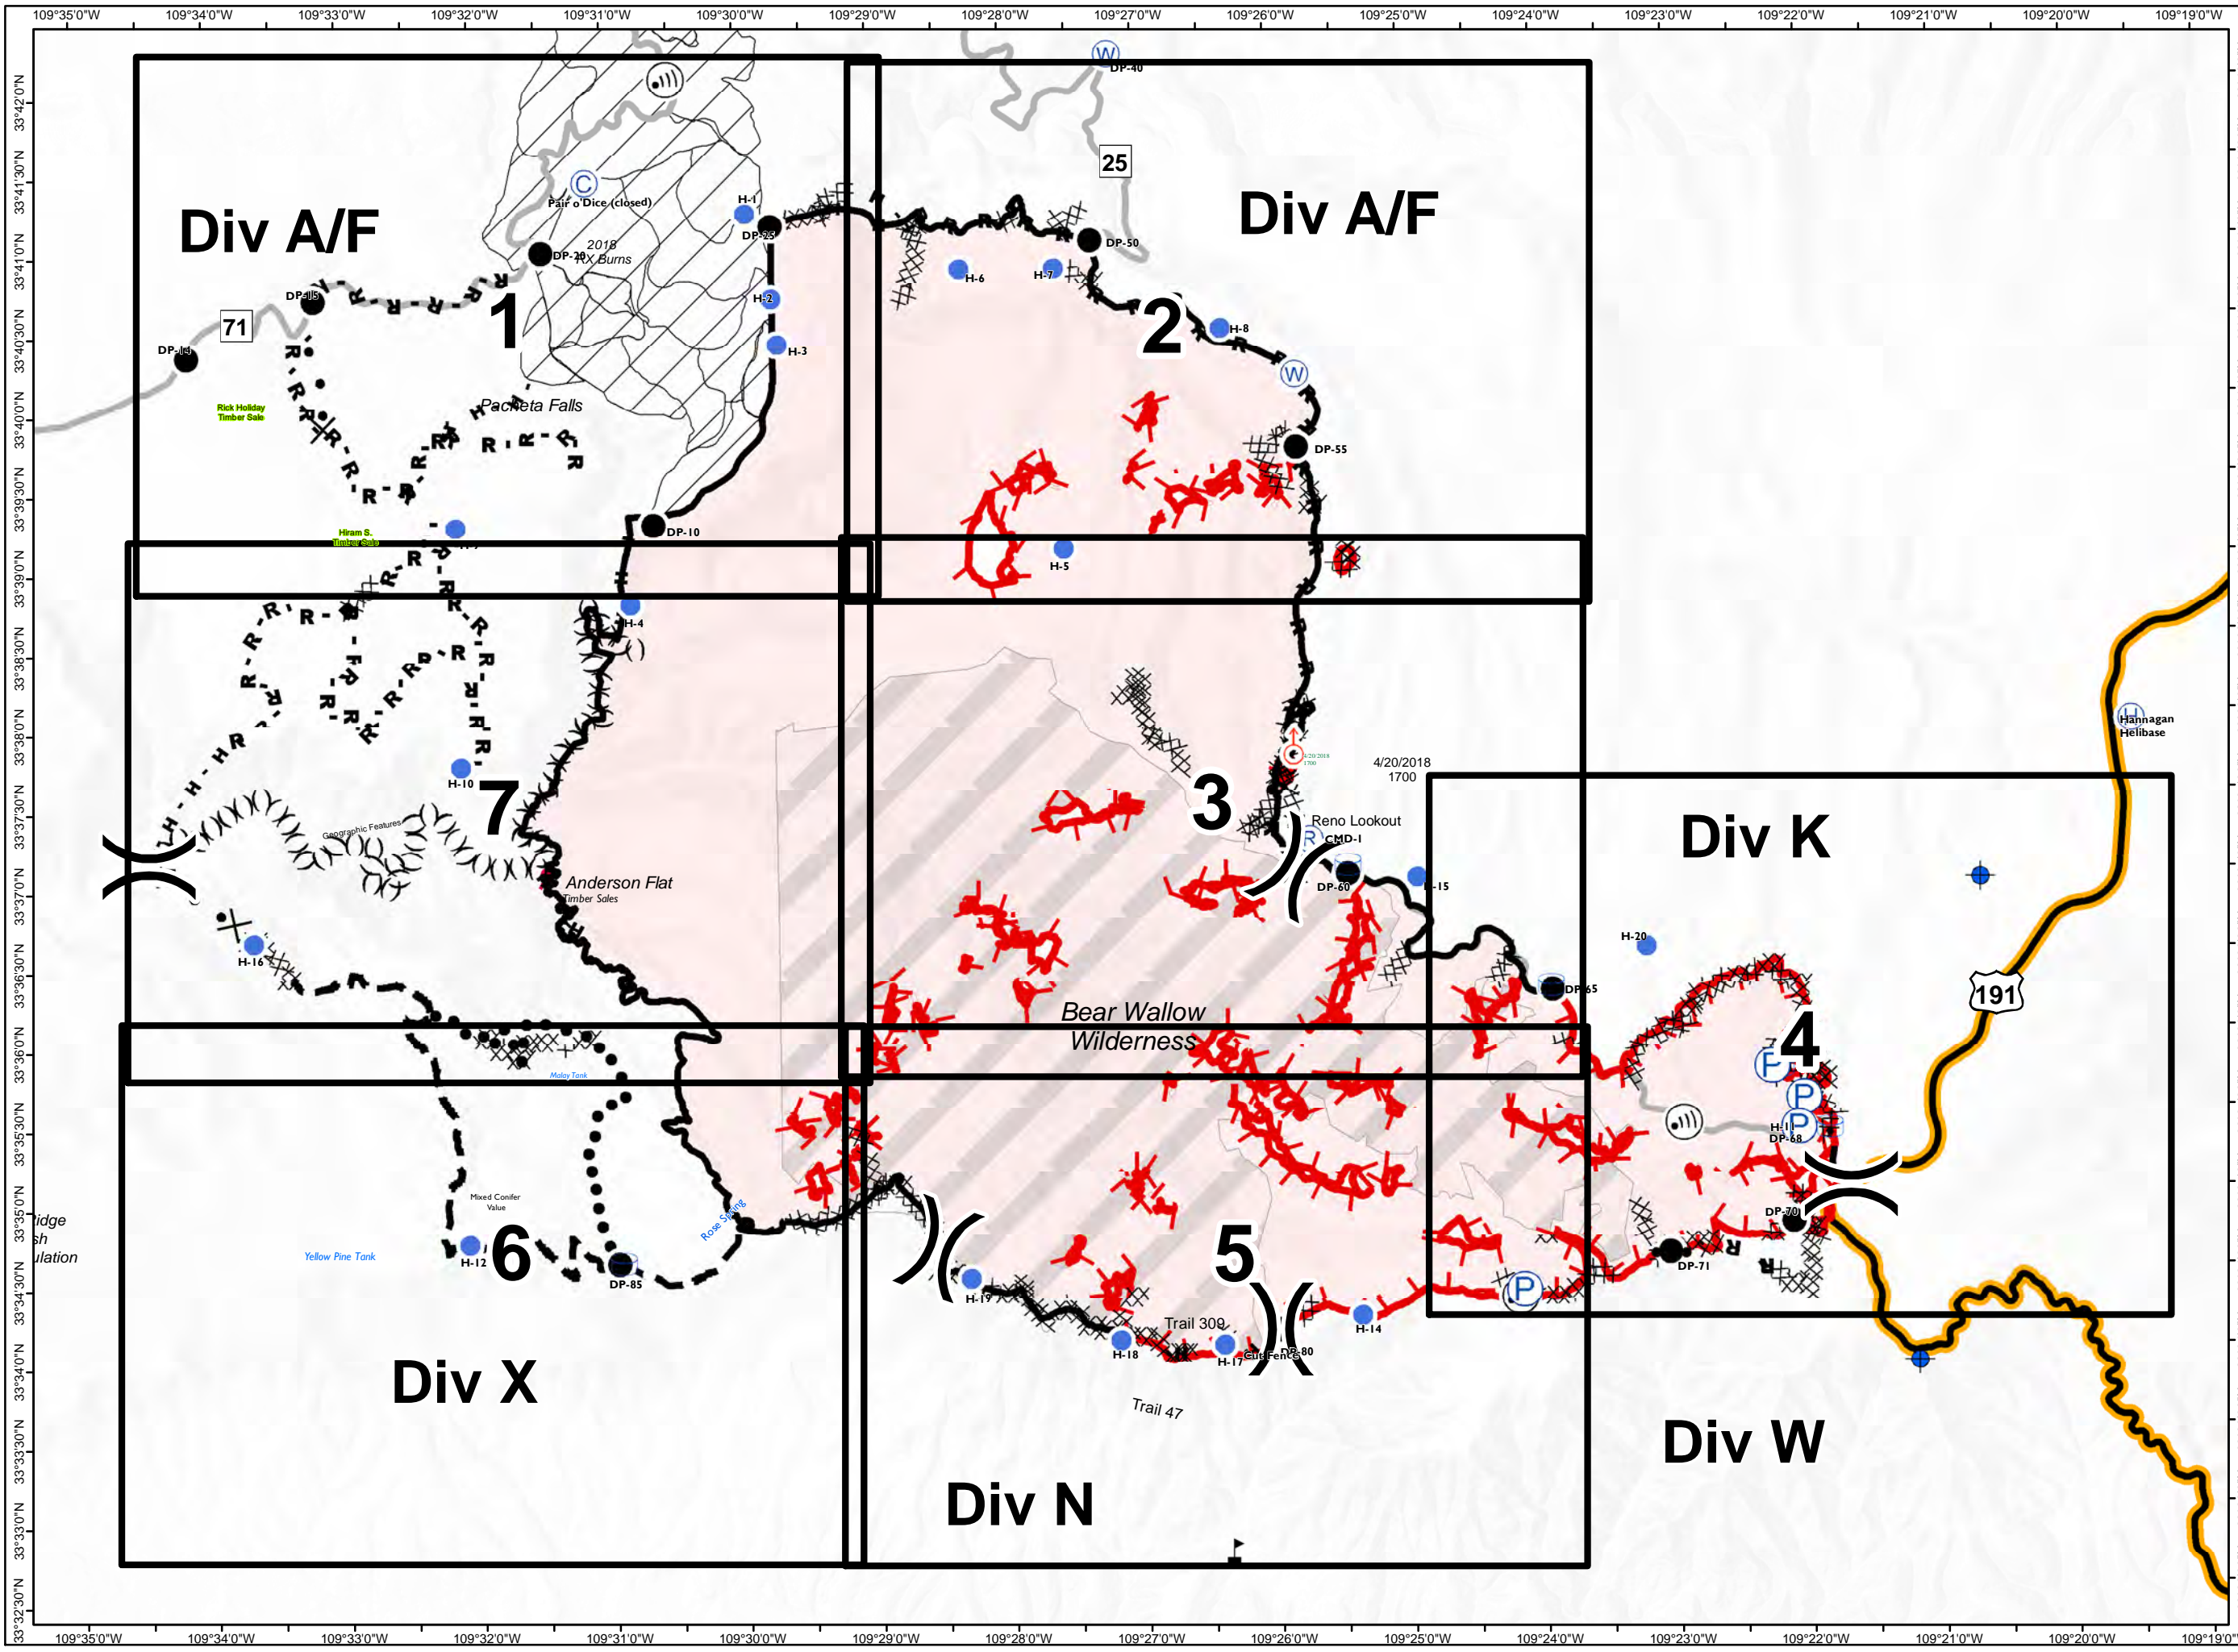 109°35'0"W 109°34'0"W 109°33'0"W 109°32'0"W 109°31'0"W 109°30'0"W 109°29'0"W 109°28'0"W 109°27'0"W 109°26'0"W 109°25'0"W 109°24'0"W 109°23'0"W 109°22'0"W 109°21'0"W 109°20'0"W 109°19'0"W
33°42'0"N
33°41'30"N
33°41'0"N
33°40'30"N
33°40'0"N
33°39'30"N
33°39'0"N
33°38'30"N
33°38'0"N
33°37'30"N
33°37'0"N
33°36'30"N
33°36'0"N
33°35'30"N
33°35'0"N
33°34'30"N
33°34'0"N
33°33'30"N
33°33'0"N
33°32'30"N
W
DP-40
25
C
Pair o'Dice (closed)
H-1
DP-25
Div A/F
Div A/F
DP-20
2018
RX Burns
DP-50
H-6
H-7
DP-15
H-2
1
2
71
H-8
H-3
DP-14
W
Rick Holiday
Timber Sale
Pacheta Falls
DP-55
Hiram S.
Timber Sale
DP-10
H-5
H-4
H
Hannagan
Helibase
4/20/2018
1700
4/20/2018
1700
H-10
7
3
Geographic Features
Reno Lookout
R
CMD-1
Div K
Anderson Flat
Timber Sales
DP-60
H-15
H-20
H-16
DP-65
191
Bear Wallow
Wilderness
4
P
Malay Tank
P
P
H-11
DP-68
Mixed Conifer
Value
DP-70
Rose Spring
idge
sh
ulation
Yellow Pine Tank
H-12
6
DP-85
5
DP-71
H-19
P
Trail 309
H-14
H-18
H-17
Cut Fence
DP-80
Div X
Trail 47
Div W
Div N
109°35'0"W 109°34'0"W 109°33'0"W 109°32'0"W 109°31'0"W 109°30'0"W 109°29'0"W 109°28'0"W 109°27'0"W 109°26'0"W 109°25'0"W 109°24'0"W 109°23'0"W 109°22'0"W 109°21'0"W 109°20'0"W 109°19'0